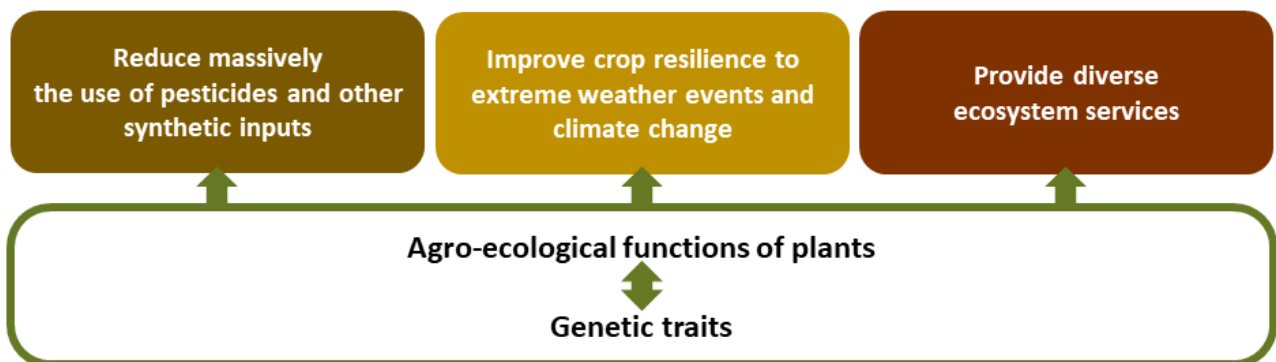 Reduce massively
the use of pesticides and other
synthetic inputs
Improve crop resilience to
extreme weather events and
climate change
Provide diverse
ecosystem services
Agro-ecological functions of plants
Genetic traits